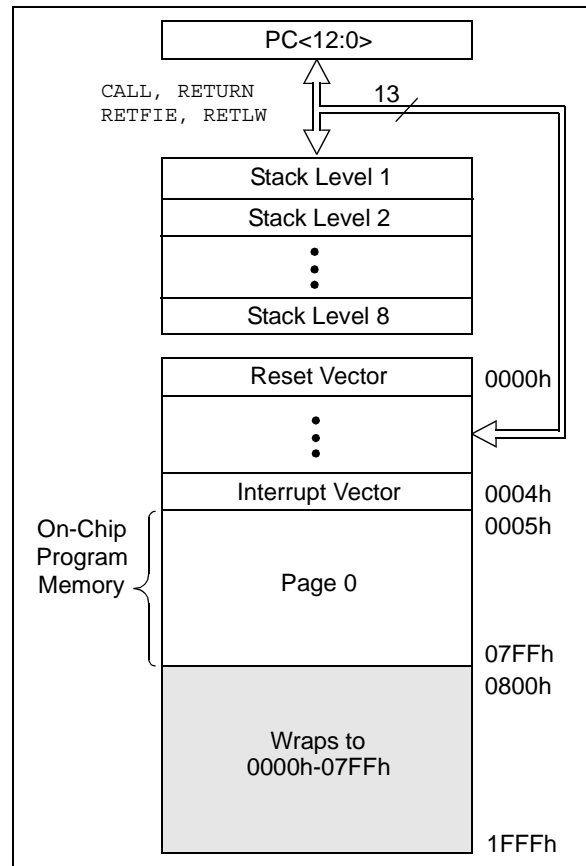 PC<12:0>
CALL, RETURN
RETFIE, RETLW
13
Stack Level 1
Stack Level 2
Stack Level 8
Reset Vector
0000h
Interrupt Vector
0004h
On-Chip
Program
Memory
0005h
Page 0
07FFh
0800h
Wraps to
0000h-07FFh
1FFFh